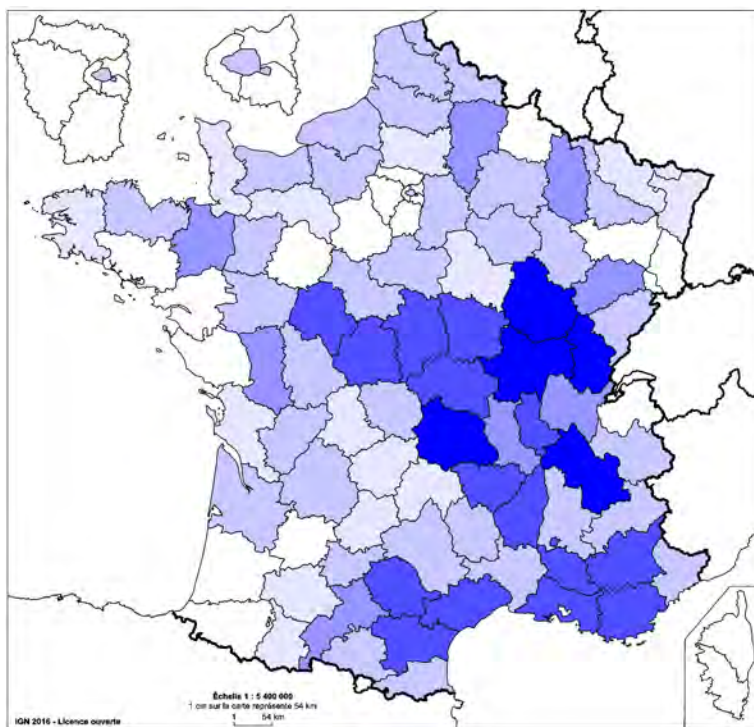 Échelle 1 : 5 400 000
1 cm sur la carte représente 54 km
1 54 km
IGN 2016 - Licence ouverte